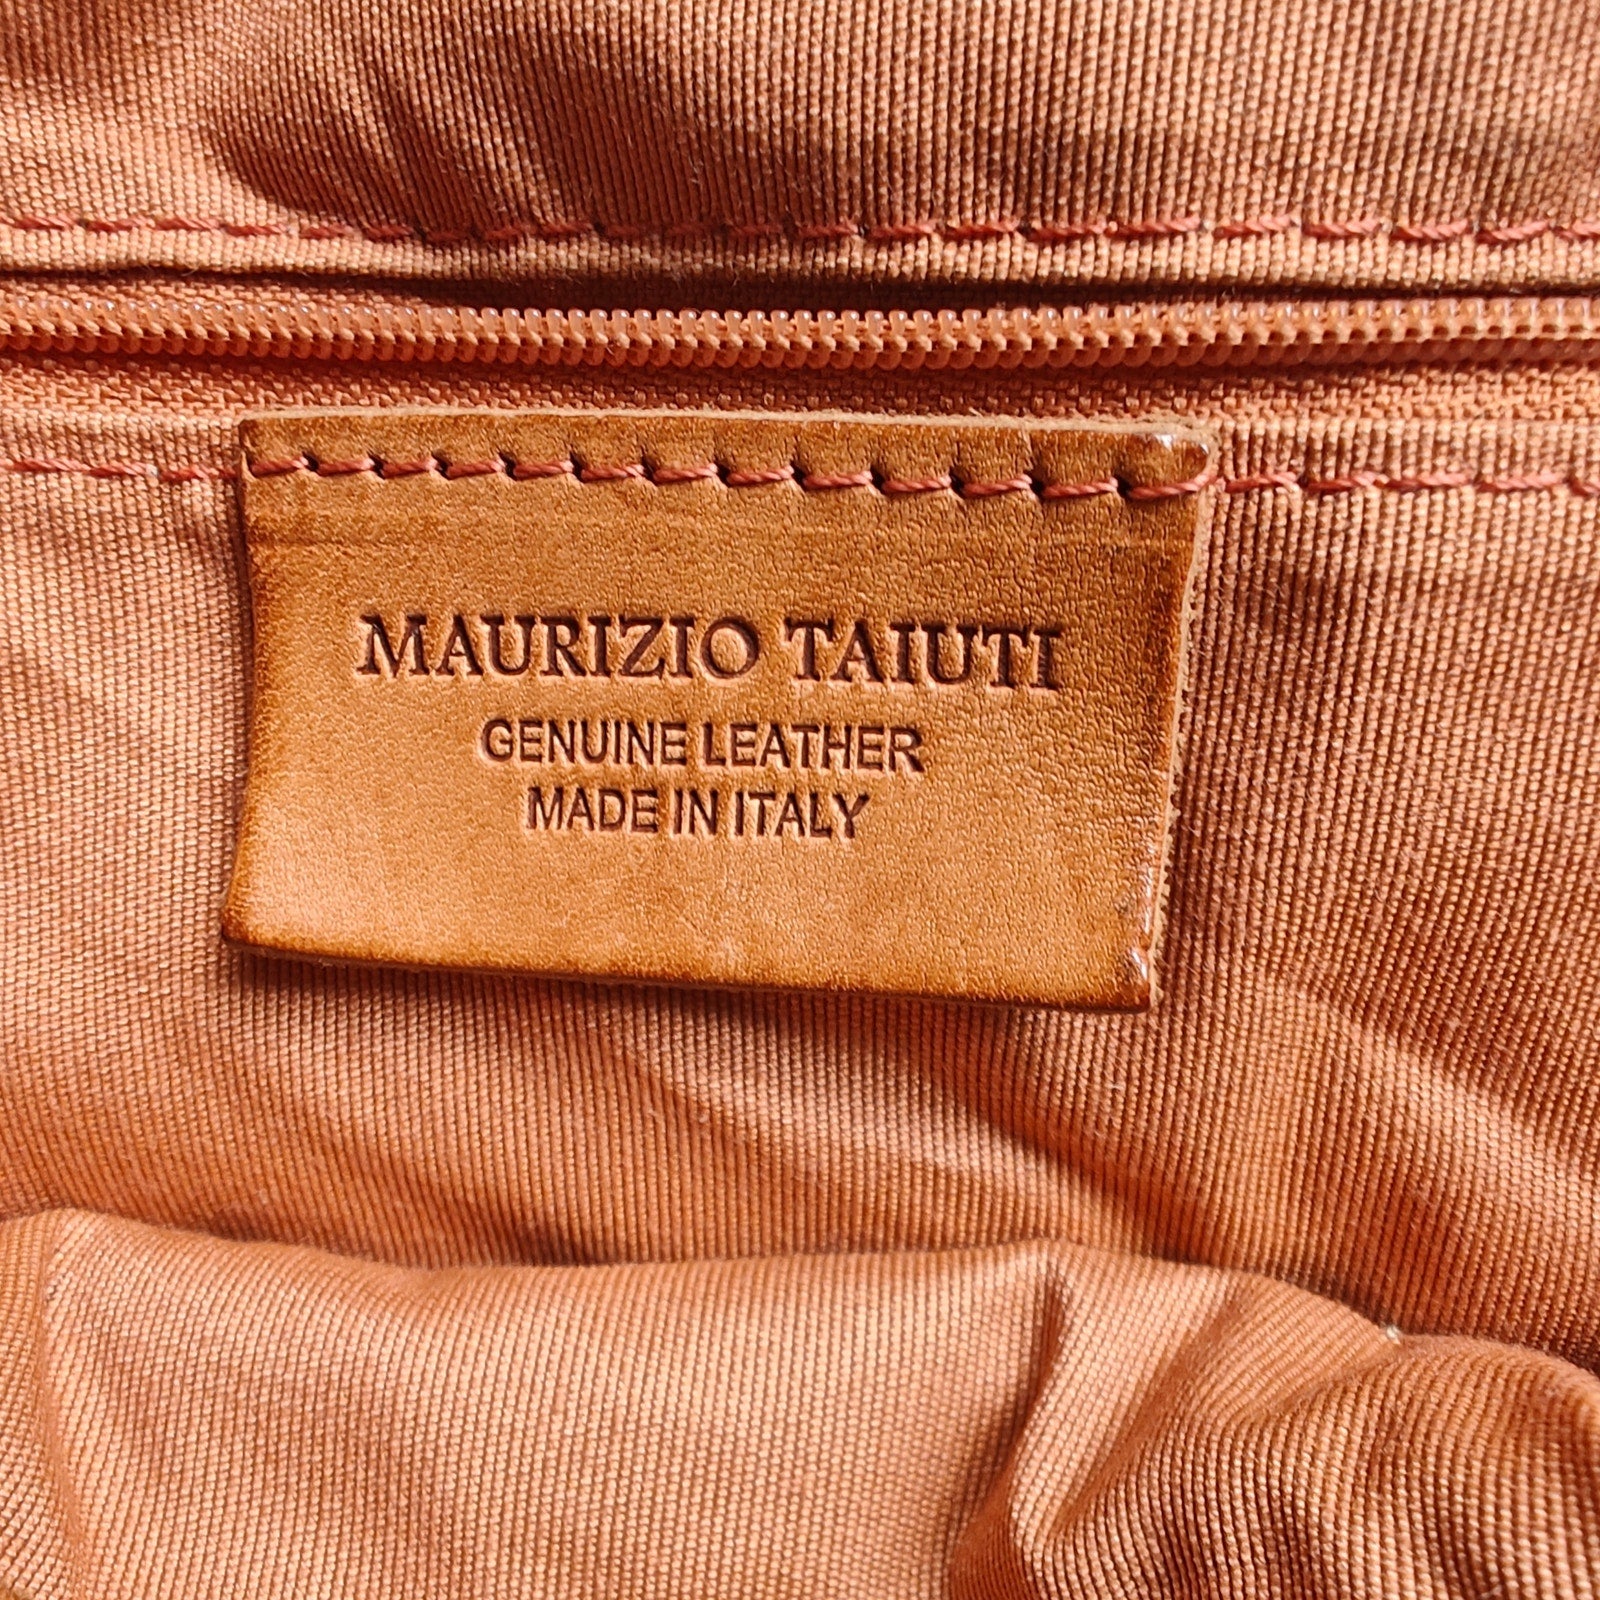 MAURIZIO TAIUTI
GENUINE LEATHER
MADE IN ITALY